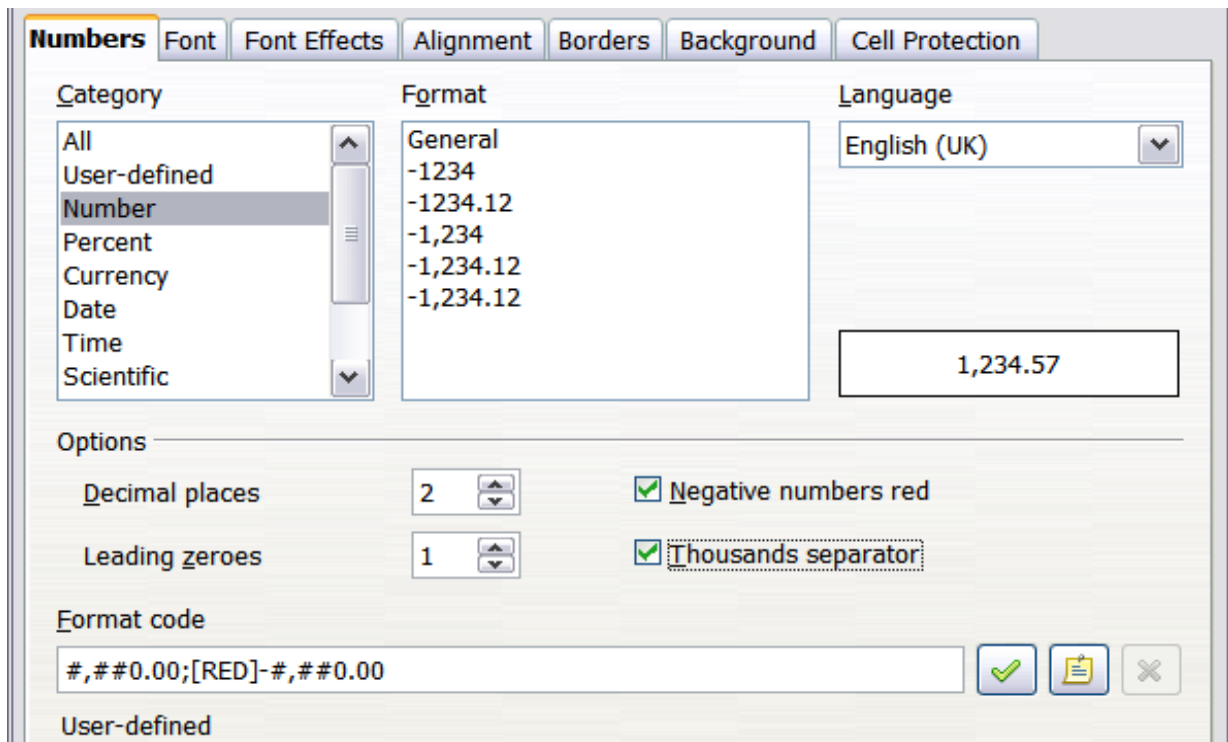 Numbers Font Font Effects Alignment Borders Background Cell Protection
Category
All
User-defined
Number
Percent
Currency
Date
Time
Scientific
Format
General
-1234
-1234.12
-1,234
-1,234.12
-1,234.12
Language
English (UK)
1,234.57
Options
Decimal places 2 Negative numbers red
Leading zeroes 1 Thousands separator
Format code
#,##0.00;[RED]-#,##0.00
User-defined